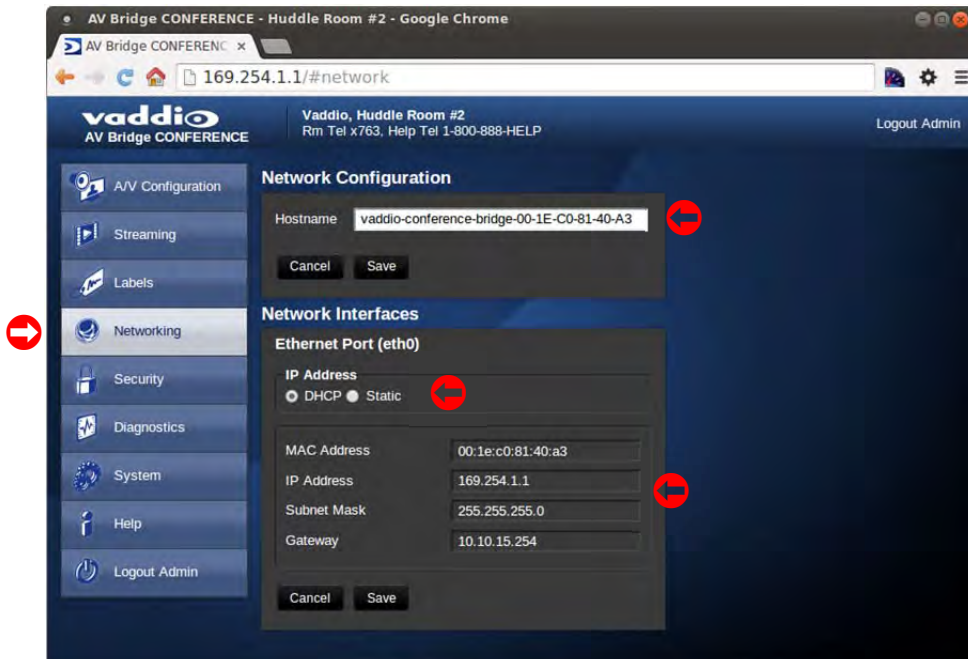 AV Bridge CONFERENCE - Huddle Room #2 - Google Chrome
AV Bridge CONFERENC ×
169.254.1.1/#network
vaddio
AV Bridge CONFERENCE
Vaddio, Huddle Room #2
Rm Tel x763, Help Tel 1-800-888-HELP
Logout Admin
A/V Configuration
Streaming
Labels
Networking
Security
Diagnostics
System
Help
Logout Admin
Network Configuration
Hostname vaddio-conference-bridge-00-1E-C0-81-40-A3
Cancel Save
Network Interfaces
Ethernet Port (eth0)
IP Address
DHCP Static
MAC Address 00:1e:c0:81:40:a3
IP Address 169.254.1.1
Subnet Mask 255.255.255.0
Gateway 10.10.15.254
Cancel Save